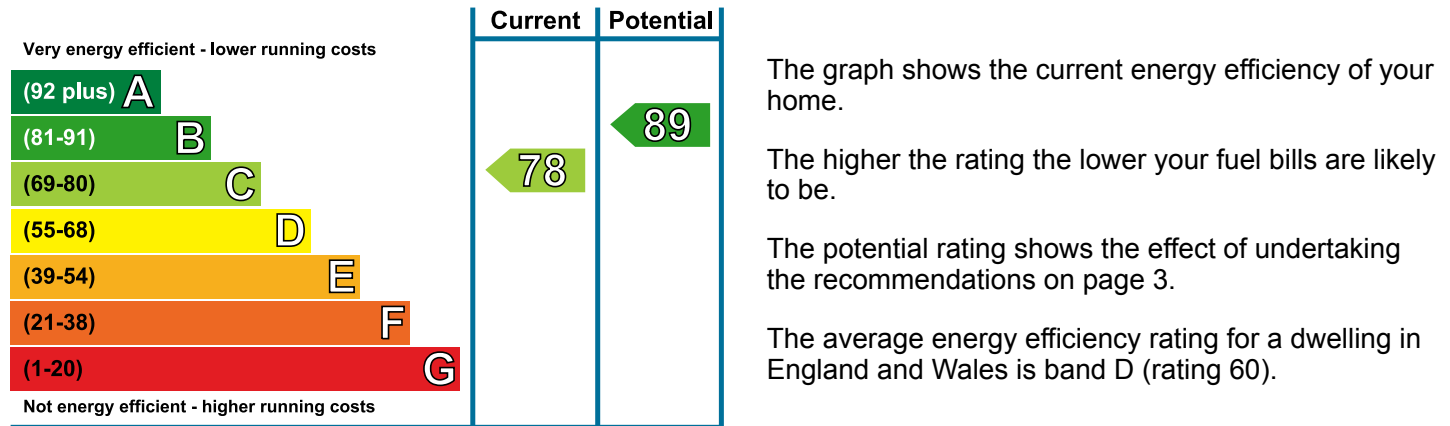 Current Potential
Very energy efficient - lower running costs
(92 plus) A
(81-91) B
(69-80) C
(55-68) D
(39-54) E
(21-38) F
(1-20) G
Not energy efficient - higher running costs
78
89
The graph shows the current energy efficiency of your
home.
The higher the rating the lower your fuel bills are likely
to be.
The potential rating shows the effect of undertaking
the recommendations on page 3.
The average energy efficiency rating for a dwelling in
England and Wales is band D (rating 60).